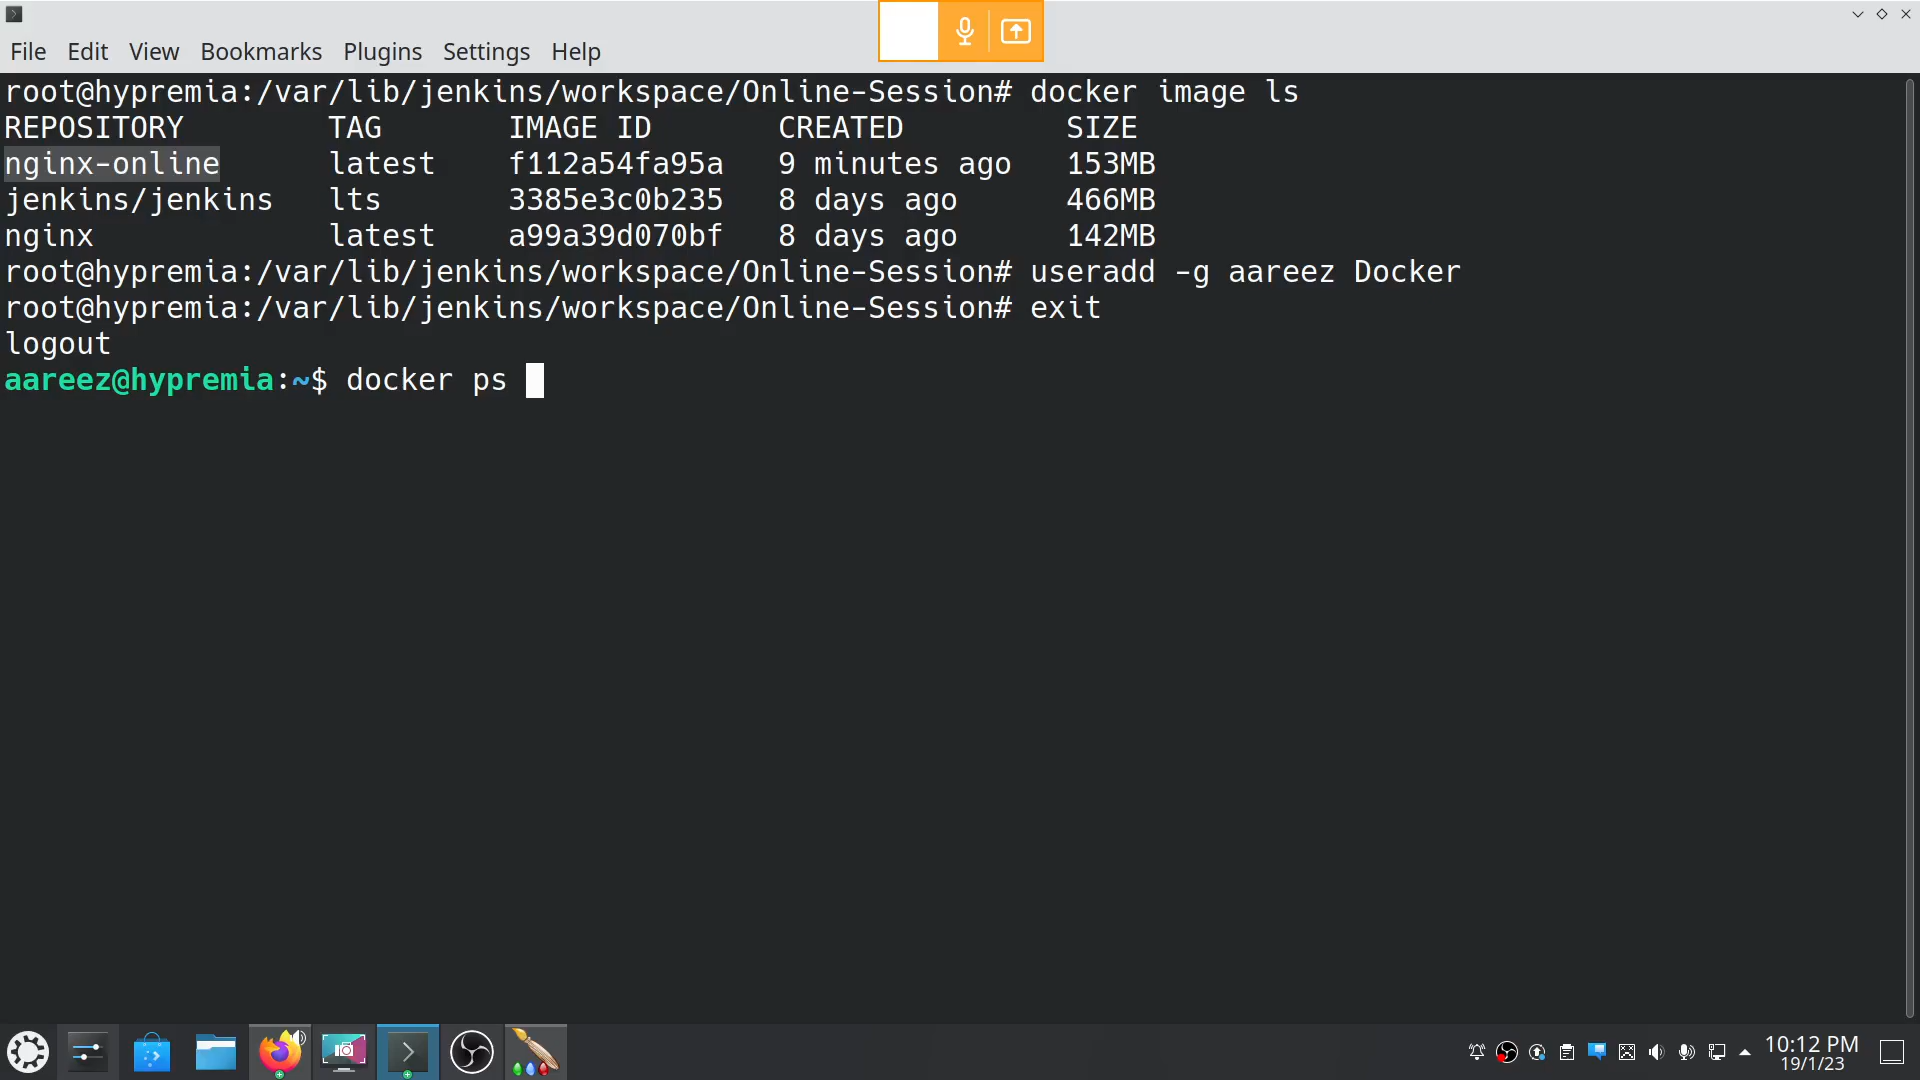 File Edit View Bookmarks Plugins Settings Help
root@hypremia:/var/lib/jenkins/workspace/Online-Session# docker image ls
REPOSITORY TAG IMAGE ID CREATED SIZE
nginx-online latest f112a54fa95a 9 minutes ago 153MB
jenkins/jenkins lts 3385e3c0b235 8 days ago 466MB
nginx latest a99a39d070bf 8 days ago 142MB
root@hypremia:/var/lib/jenkins/workspace/Online-Session# useradd -g aareez Docker
root@hypremia:/var/lib/jenkins/workspace/Online-Session# exit
logout
aareez@hypremia:~$ docker ps
10:12 PM
19/1/23